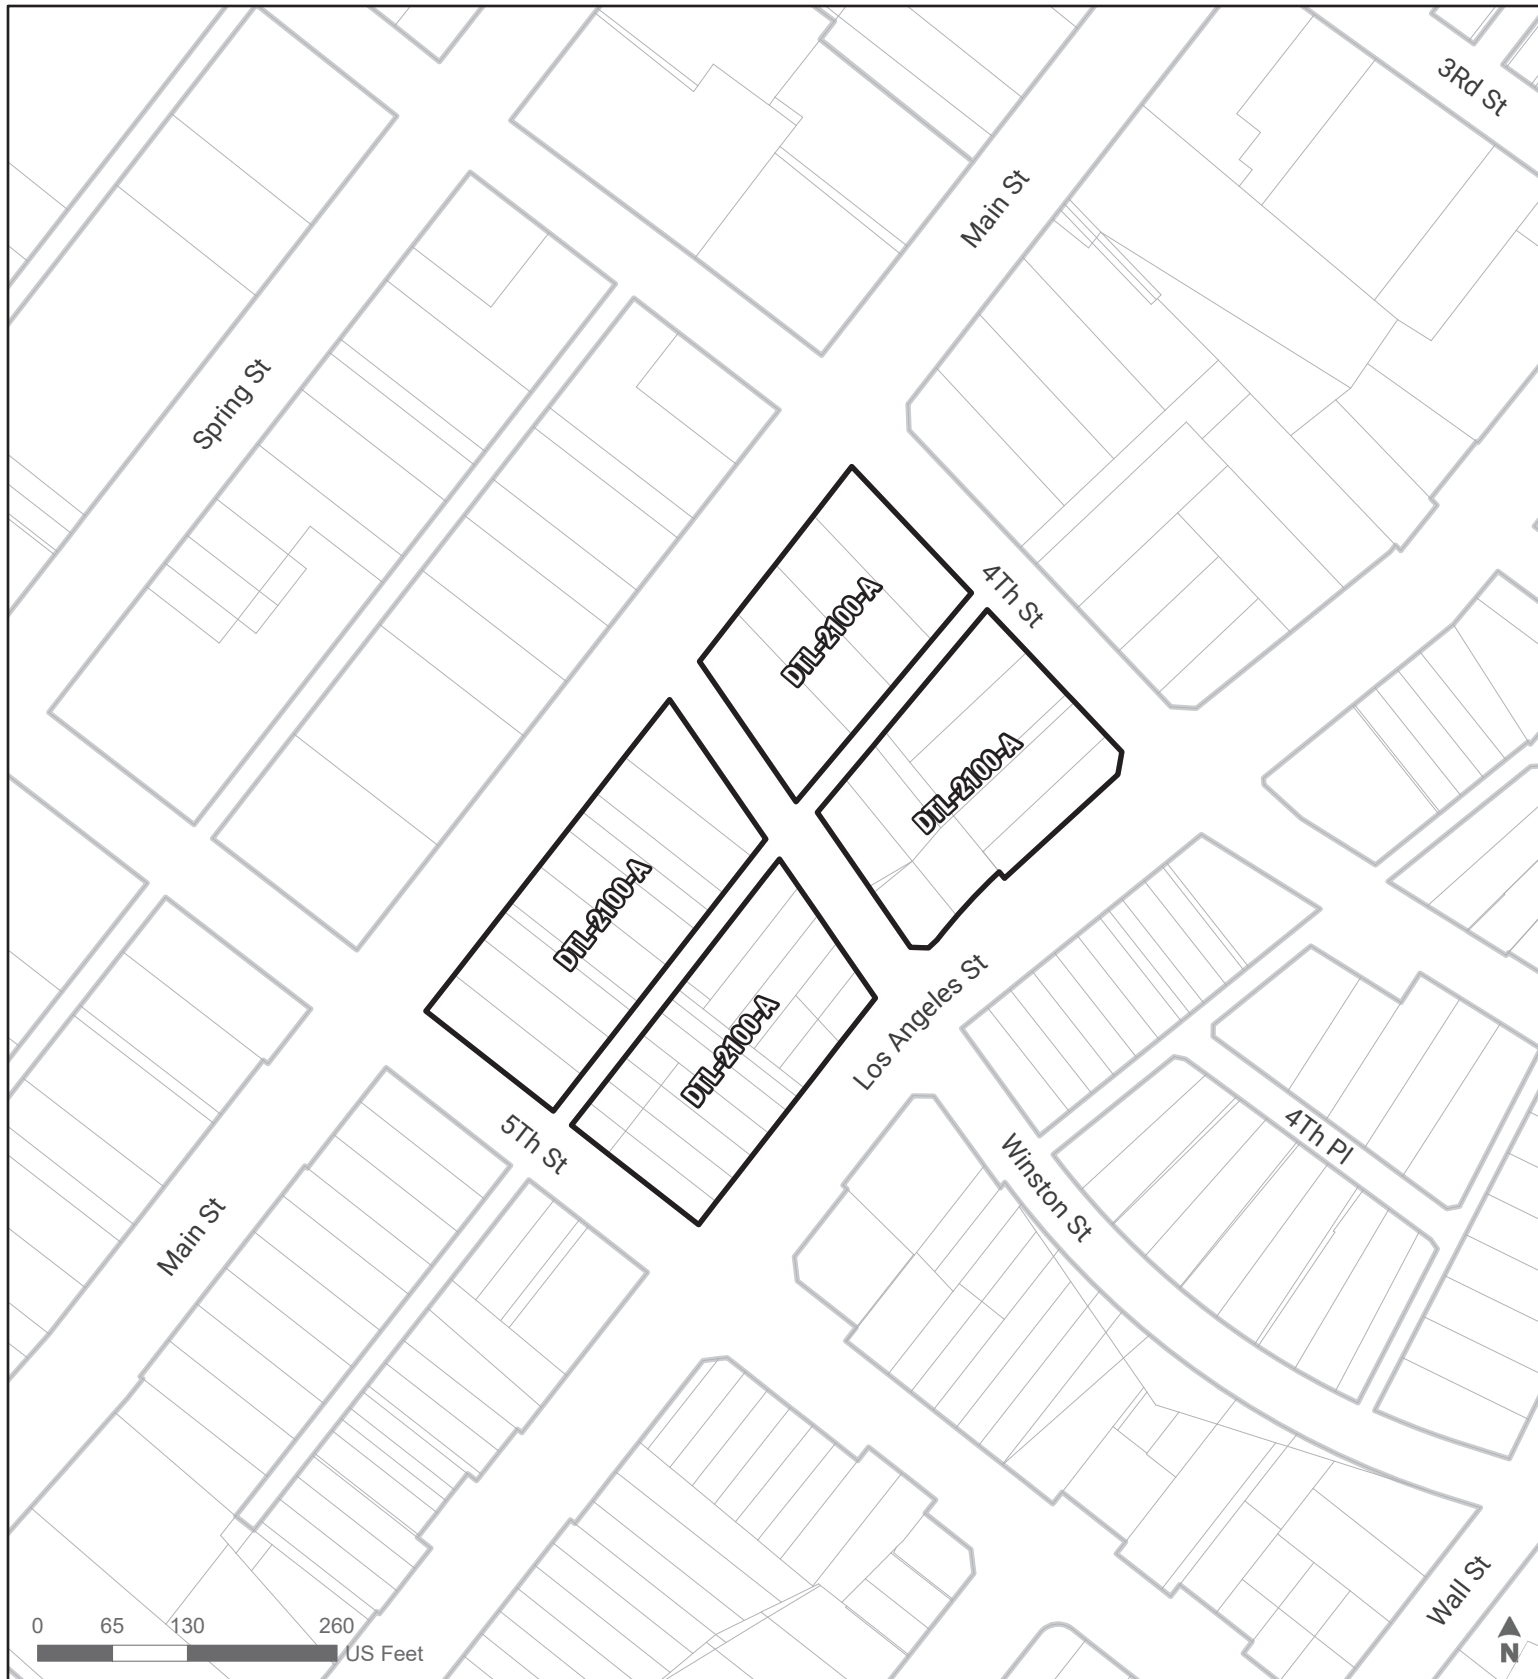 3Rd St
Main St
Spring St
4Th St
DTL-2100-A
DTL-2100-A
DTL-2100-A
DTL-2100-A
Los Angeles St
5Th St
4Th Pl
Winston St
Main St
Wall St
0 65 130 260
US Feet
N